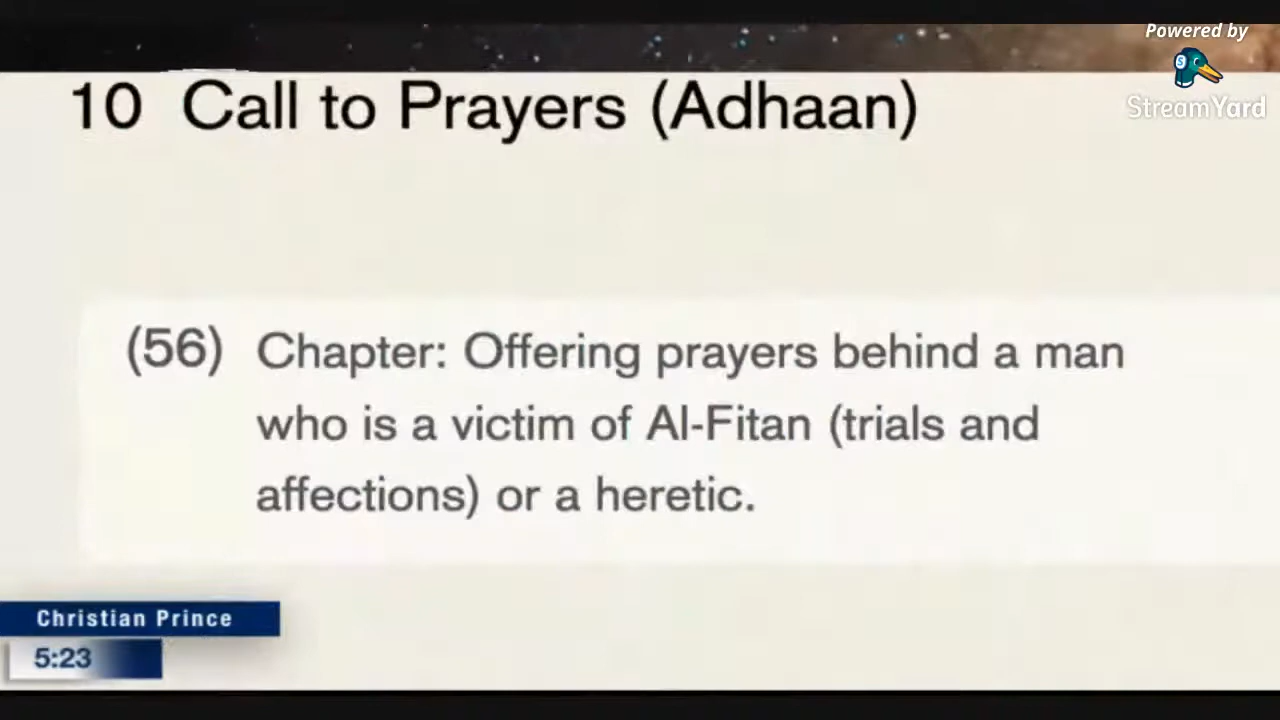 Powered by
StreamYard
10 Call to Prayers (Adhaan)
(56) Chapter: Offering prayers behind a man
who is a victim of Al-Fitan (trials and
affections) or a heretic.
Christian Prince
5:23